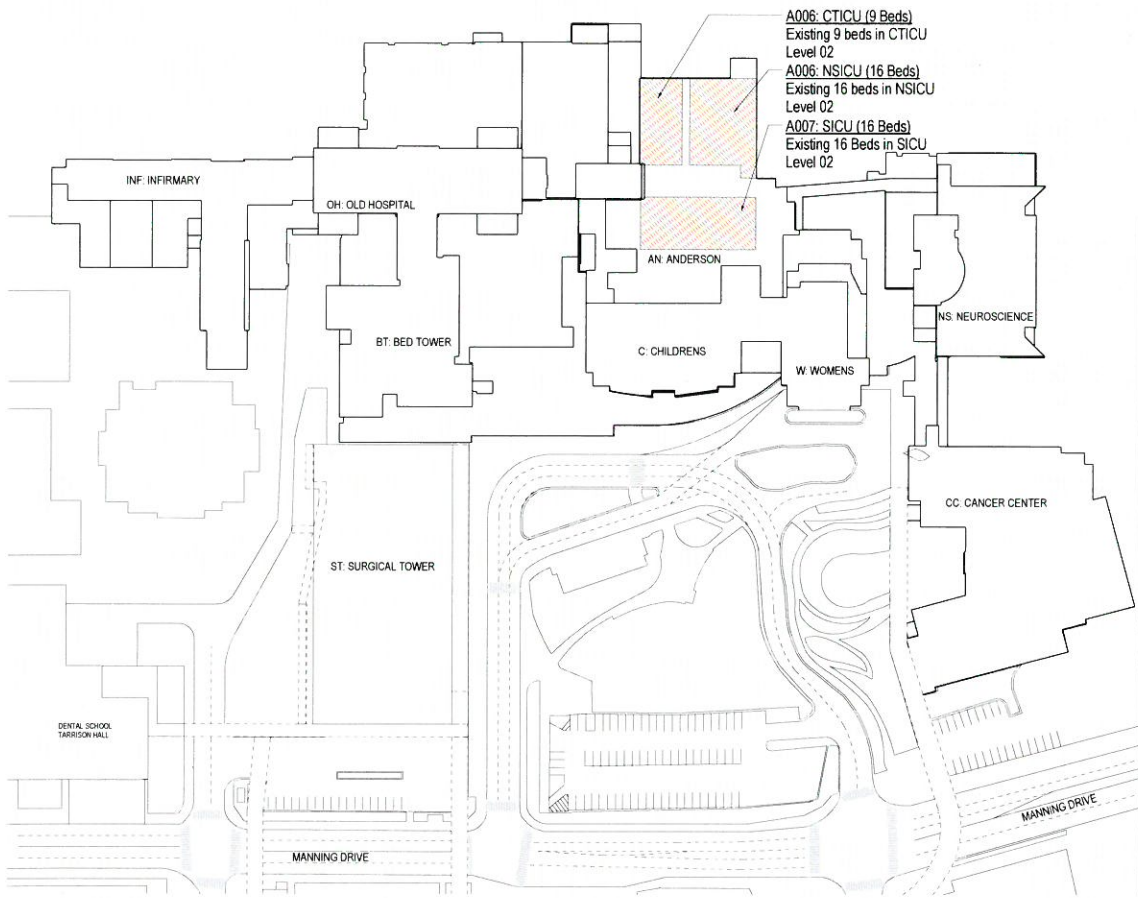 A006: CTICU (9 Beds)
Existing 9 beds in CTICU
Level 02
A006: NSICU (16 Beds)
Existing 16 beds in NSICU
Level 02
A007: SICU (16 Beds)
Existing 16 Beds in SICU
Level 02
INF: INFIRMARY
OH: OLD HOSPITAL
AN: ANDERSON
NS: NEUROSCIENCE
BT: BED TOWER
C: CHILDRENS
W: WOMENS
CC: CANCER CENTER
ST: SURGICAL TOWER
DENTAL SCHOOL
TARRISON HALL
MANNING DRIVE
MANNING DRIVE